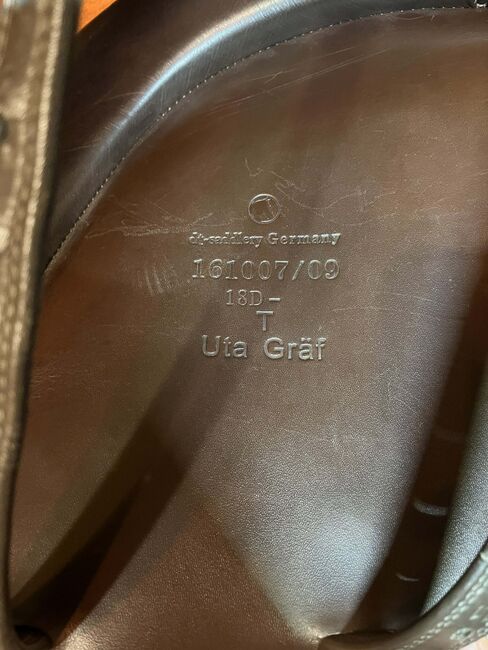 dt-saddlery Germany
161007/09
18D -
T
Uta Gräf